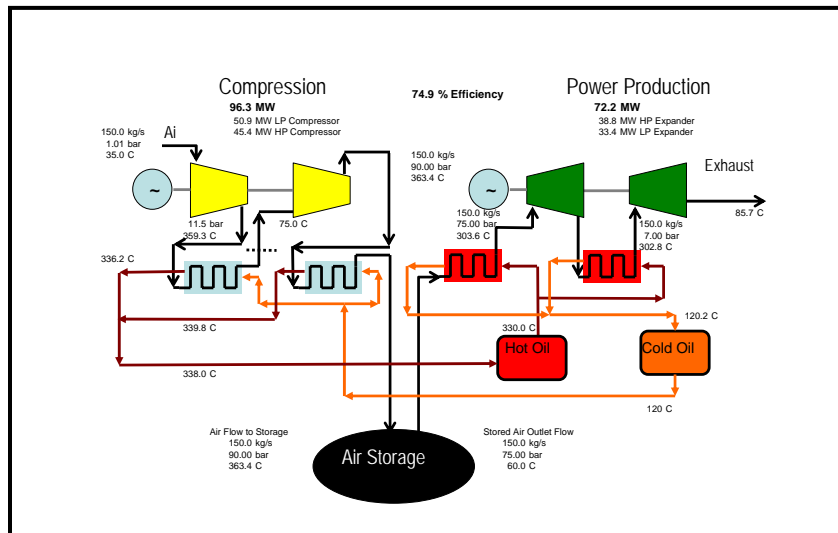 Compression
96.3 MW
50.9 MW LP Compressor
45.4 MW HP Compressor
74.9 % Efficiency
Power Production
72.2 MW
38.8 MW HP Expander
33.4 MW LP Expander
150.0 kg/s
1.01 bar
35.0 C
Ai
~
11.5 bar
359.3 C
75.0 C
150.0 kg/s
90.00 bar
363.4 C
~
Exhaust
85.7 C
150.0 kg/s
75.00 bar
303.6 C
150.0 kg/s
7.00 bar
302.8 C
336.2 C
339.8 C
338.0 C
330.0 C
Hot Oil
120.2 C
Cold Oil
120 C
Air Flow to Storage
150.0 kg/s
90.00 bar
363.4 C
Air Storage
Stored Air Outlet Flow
150.0 kg/s
75.00 bar
60.0 C